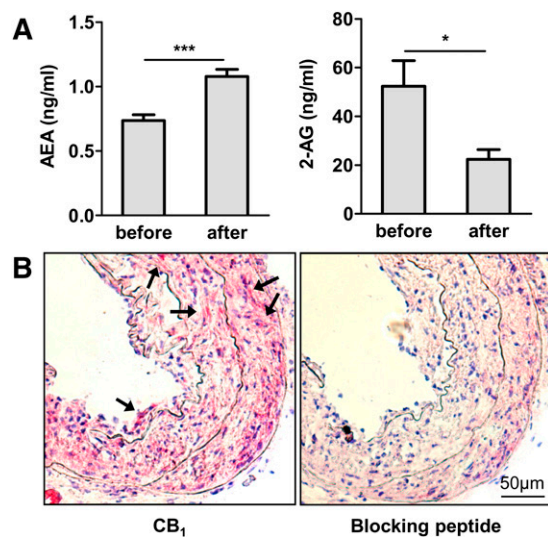 A
AEA (ng/ml)
1.5
1.0
0.5
0.0
***
before
after
2-AG (ng/ml)
80
60
40
20
0
*
before
after
B
50µm
CB₁
Blocking peptide